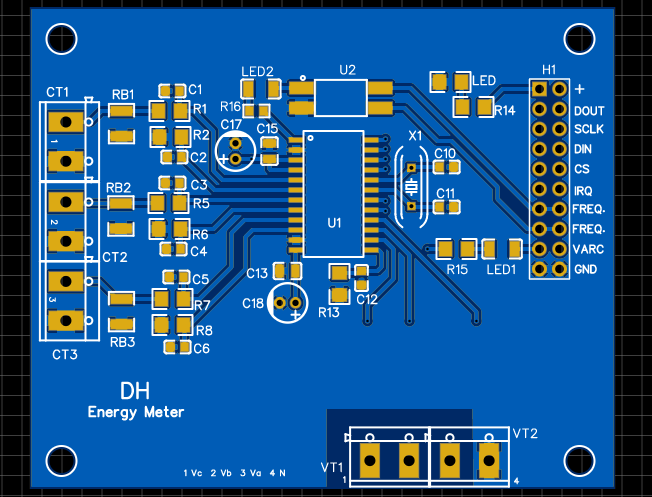 H1
LED2
U2
LED
CT1
RB1
C1
+
R16
R14
R1
DOUT
C17
C15
SCLK
X1
R2
DIN
1
C2
+
C10
CS
C3
RB2
IRQ
R5
C11
FREQ.
2
U1
R6
FREQ.
C4
VARC
CT2
R15
LED1
GND
C5
C13
C12
3
R7
C18
R13
+
R8
RB3
C6
CT3
DH
Energy Meter
VT2
VT1
1 Vc 2 Vb 3 Va 4 N
1
4